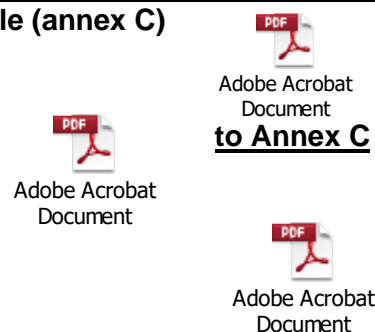 le (annex C)
PDF
Adobe Acrobat
Document
to Annex C
PDF
Adobe Acrobat
Document
PDF
Adobe Acrobat
Document